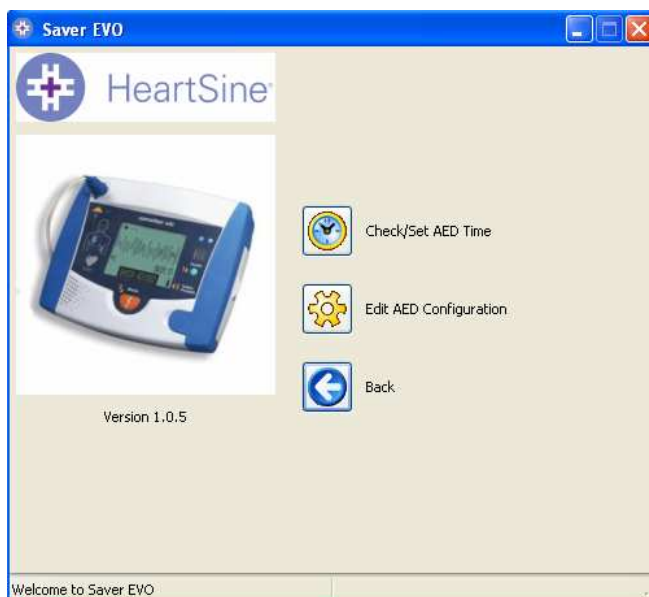 Saver EVO
HeartSine
Check/Set AED Time
Edit AED Configuration
Back
Version 1.0.5
Welcome to Saver EVO